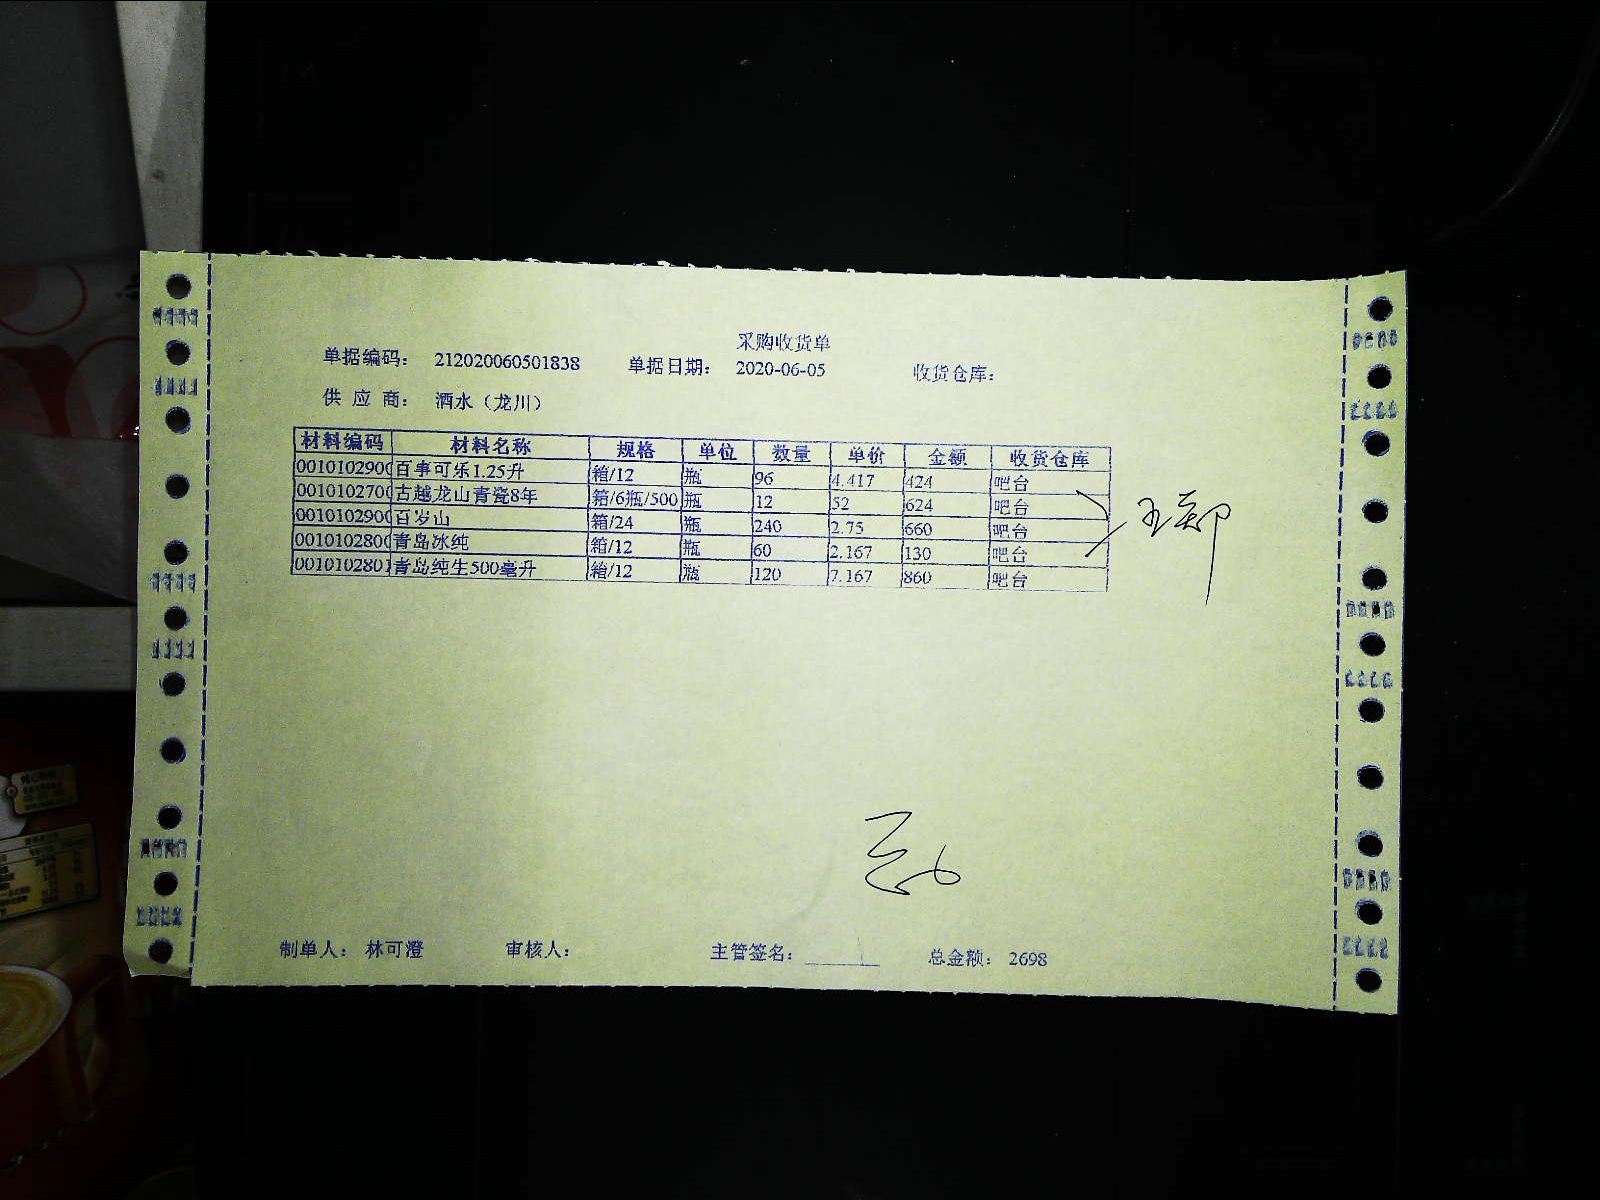 采购收货单
单据编码： 212020060501838 单据日期： 2020-06-05 收货仓库：
供 应 商： 酒水（龙川）
材料编码 材料名称 规格 单位 数量 单价 金额 收货仓库
0010102900 百事可乐1.25升 箱/12 瓶 96 4.417 424 吧台
0010102700 古越龙山青瓷8年 箱/6瓶/500 瓶 12 52 624 吧台
0010102900 百岁山 箱/24 瓶 240 2.75 660 吧台
0010102800 青岛冰纯 箱/12 瓶 60 2.167 130 吧台
001010280 青岛纯生500毫升 箱/12 瓶 120 7.167 860 吧台
制单人： 林可澄 审核人： 主管签名： 总金额： 2698